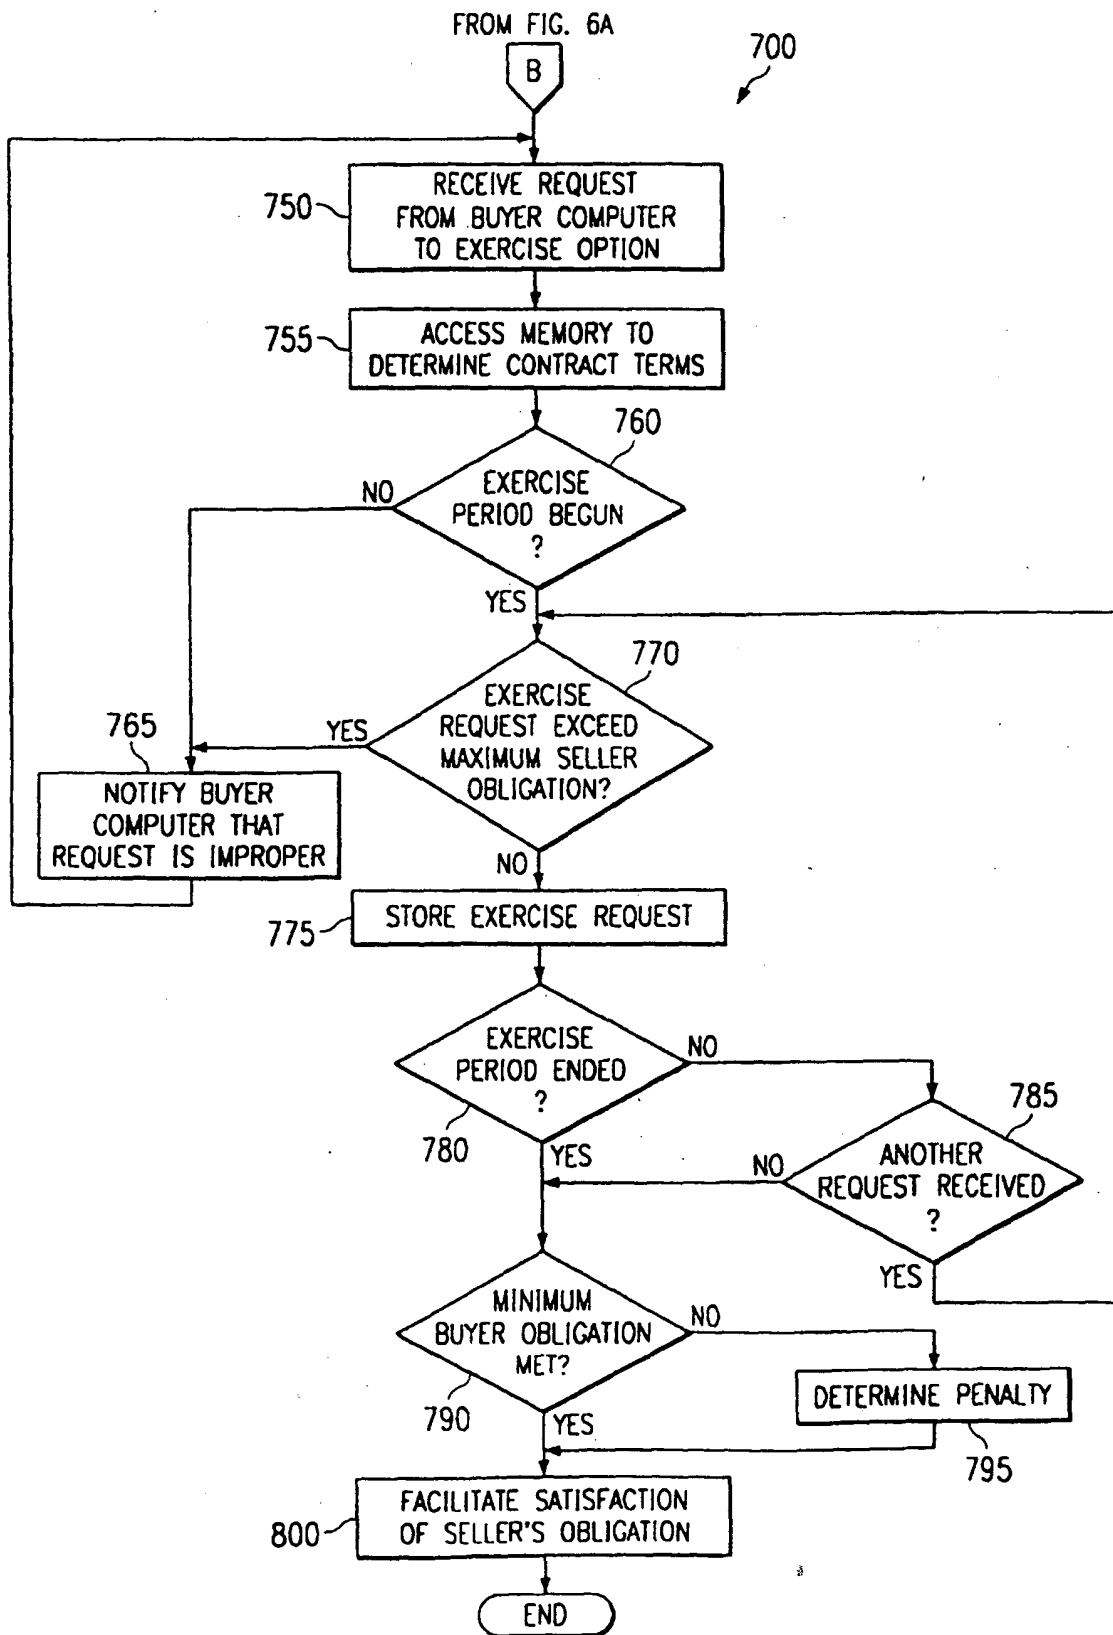 FROM FIG. 6A
B
700
750
RECEIVE REQUEST
FROM BUYER COMPUTER
TO EXERCISE OPTION
755
ACCESS MEMORY TO
DETERMINE CONTRACT TERMS
760
EXERCISE
PERIOD BEGUN
?
NO
YES
770
EXERCISE
REQUEST EXCEED
MAXIMUM SELLER
OBLIGATION?
YES
NO
765
NOTIFY BUYER
COMPUTER THAT
REQUEST IS IMPROPER
775
STORE EXERCISE REQUEST
EXERCISE
PERIOD ENDED
?
NO
780
YES
785
ANOTHER
REQUEST RECEIVED
?
NO
YES
MINIMUM
BUYER OBLIGATION
MET?
NO
790
YES
DETERMINE PENALTY
795
800
FACILITATE SATISFACTION
OF SELLER'S OBLIGATION
END